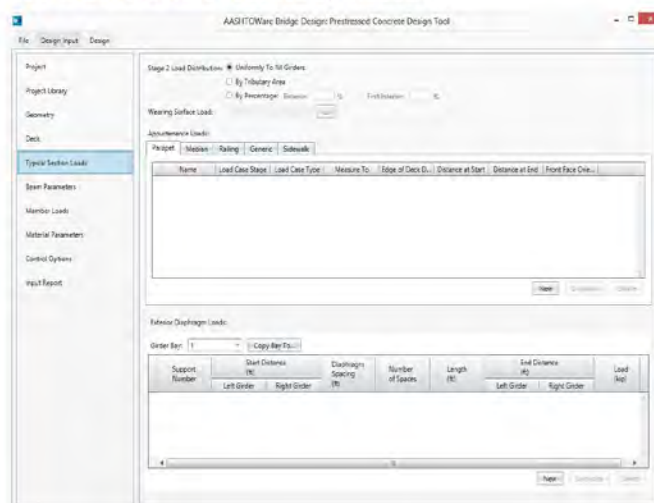 AASHTOWare Bridge Design: Prestressed Concrete Design Tool
File Design Input Design
Project
Project Library
Geometry
Deck
Typical Section Loads
Beam Parameters
Member Loads
Material Parameters
Control Options
Input Report
Stage 2 Load Distribution: Uniformly To All Girders
By Tributary Area
By Percentage: %
%
Wearing Surface Load:
Appurtenance Loads:
Parapet Median Railing Generic Sidewalk
Name Load Case Stage Load Case Type Measure To Edge of Deck D... Distance at Start Distance at End Front Face Orie...
New Duplicate Delete
Exterior Diaphragm Loads:
Girder Bay: 1 Copy Bay To...
Support Number
Start Distance (ft)
Left Girder Right Girder
Diaphragm Spacing (ft)
Number of Spaces
Length (ft)
End Distance (ft)
Left Girder Right Girder
Load (kip)
New Duplicate Delete